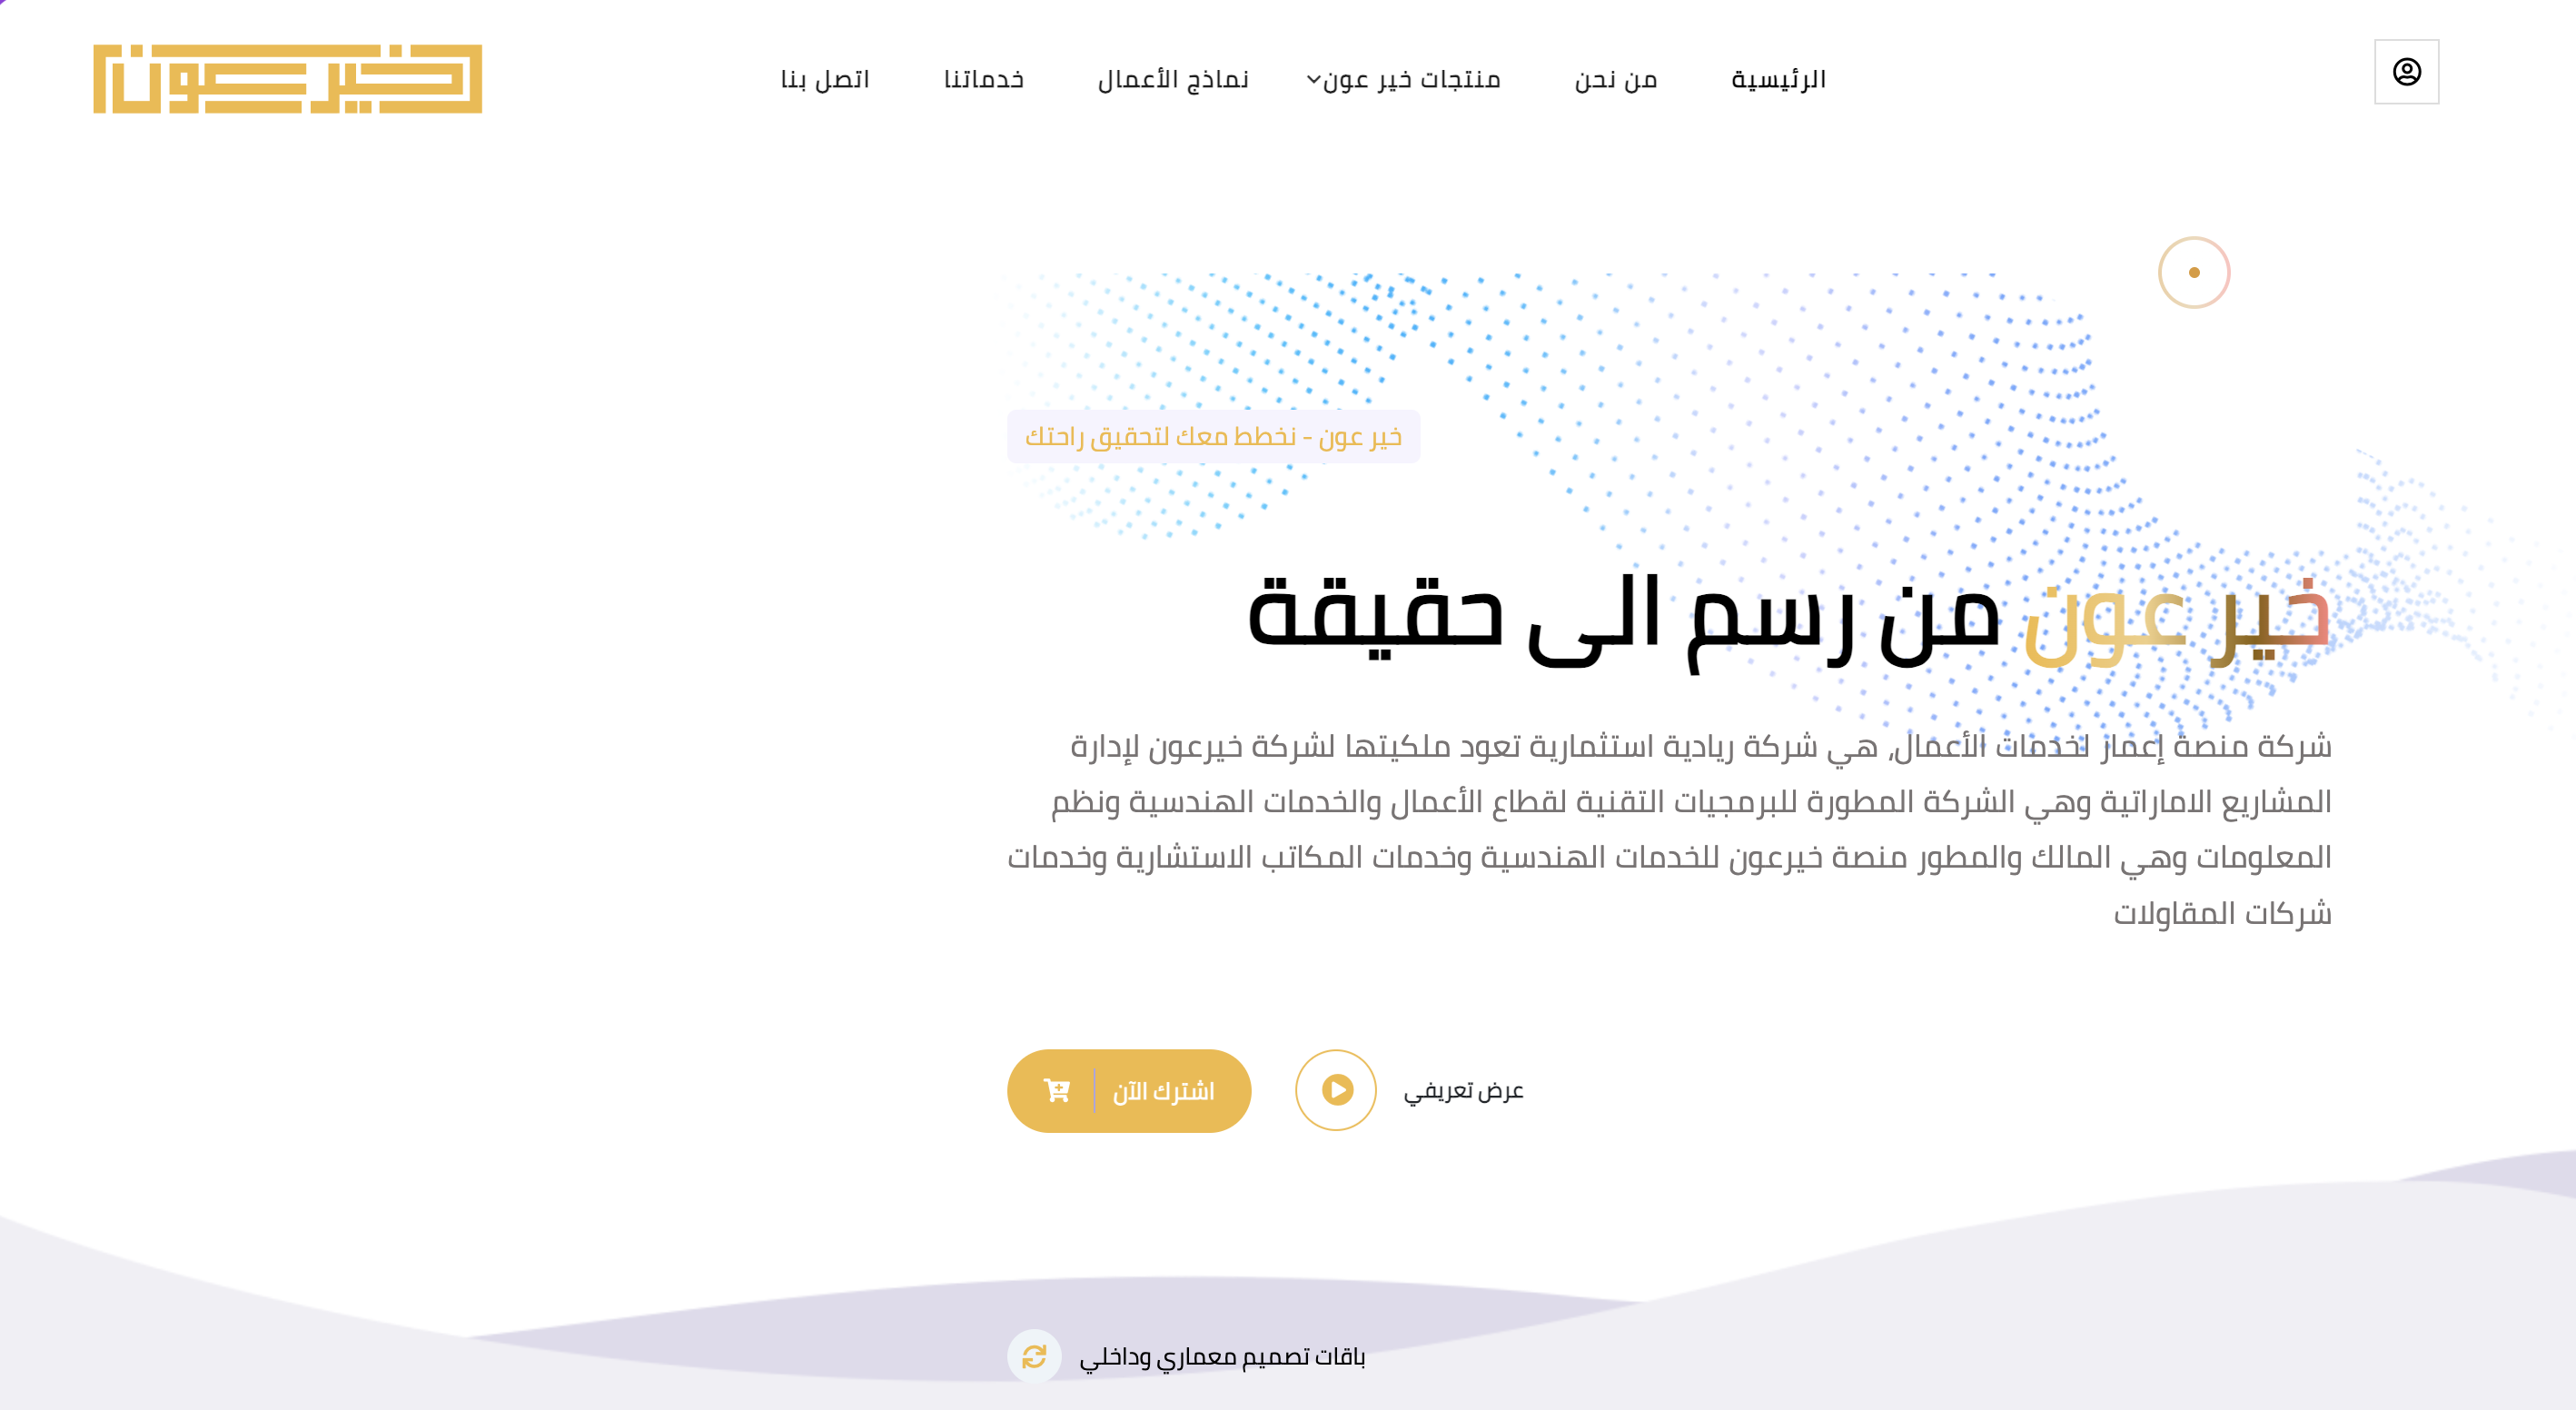 خير عون
الرئيسية
من نحن
منتجات خير عون
نماذج الأعمال
خدماتنا
اتصل بنا
خير عون - نخطط معك لتحقيق راحتك
خير عون من رسم الى حقيقة
شركة منصة إعمار لخدمات الأعمال، هي شركة ريادية استثمارية تعود ملكيتها لشركة خيرعون لإدارة
المشاريع الاماراتية وهي الشركة المطورة للبرمجيات التقنية لقطاع الأعمال والخدمات الهندسية ونظم
المعلومات وهي المالك والمطور منصة خيرعون للخدمات الهندسية وخدمات المكاتب الاستشارية وخدمات
شركات المقاولات
عرض تعريفي
اشترك الآن
باقات تصميم معماري وداخلي